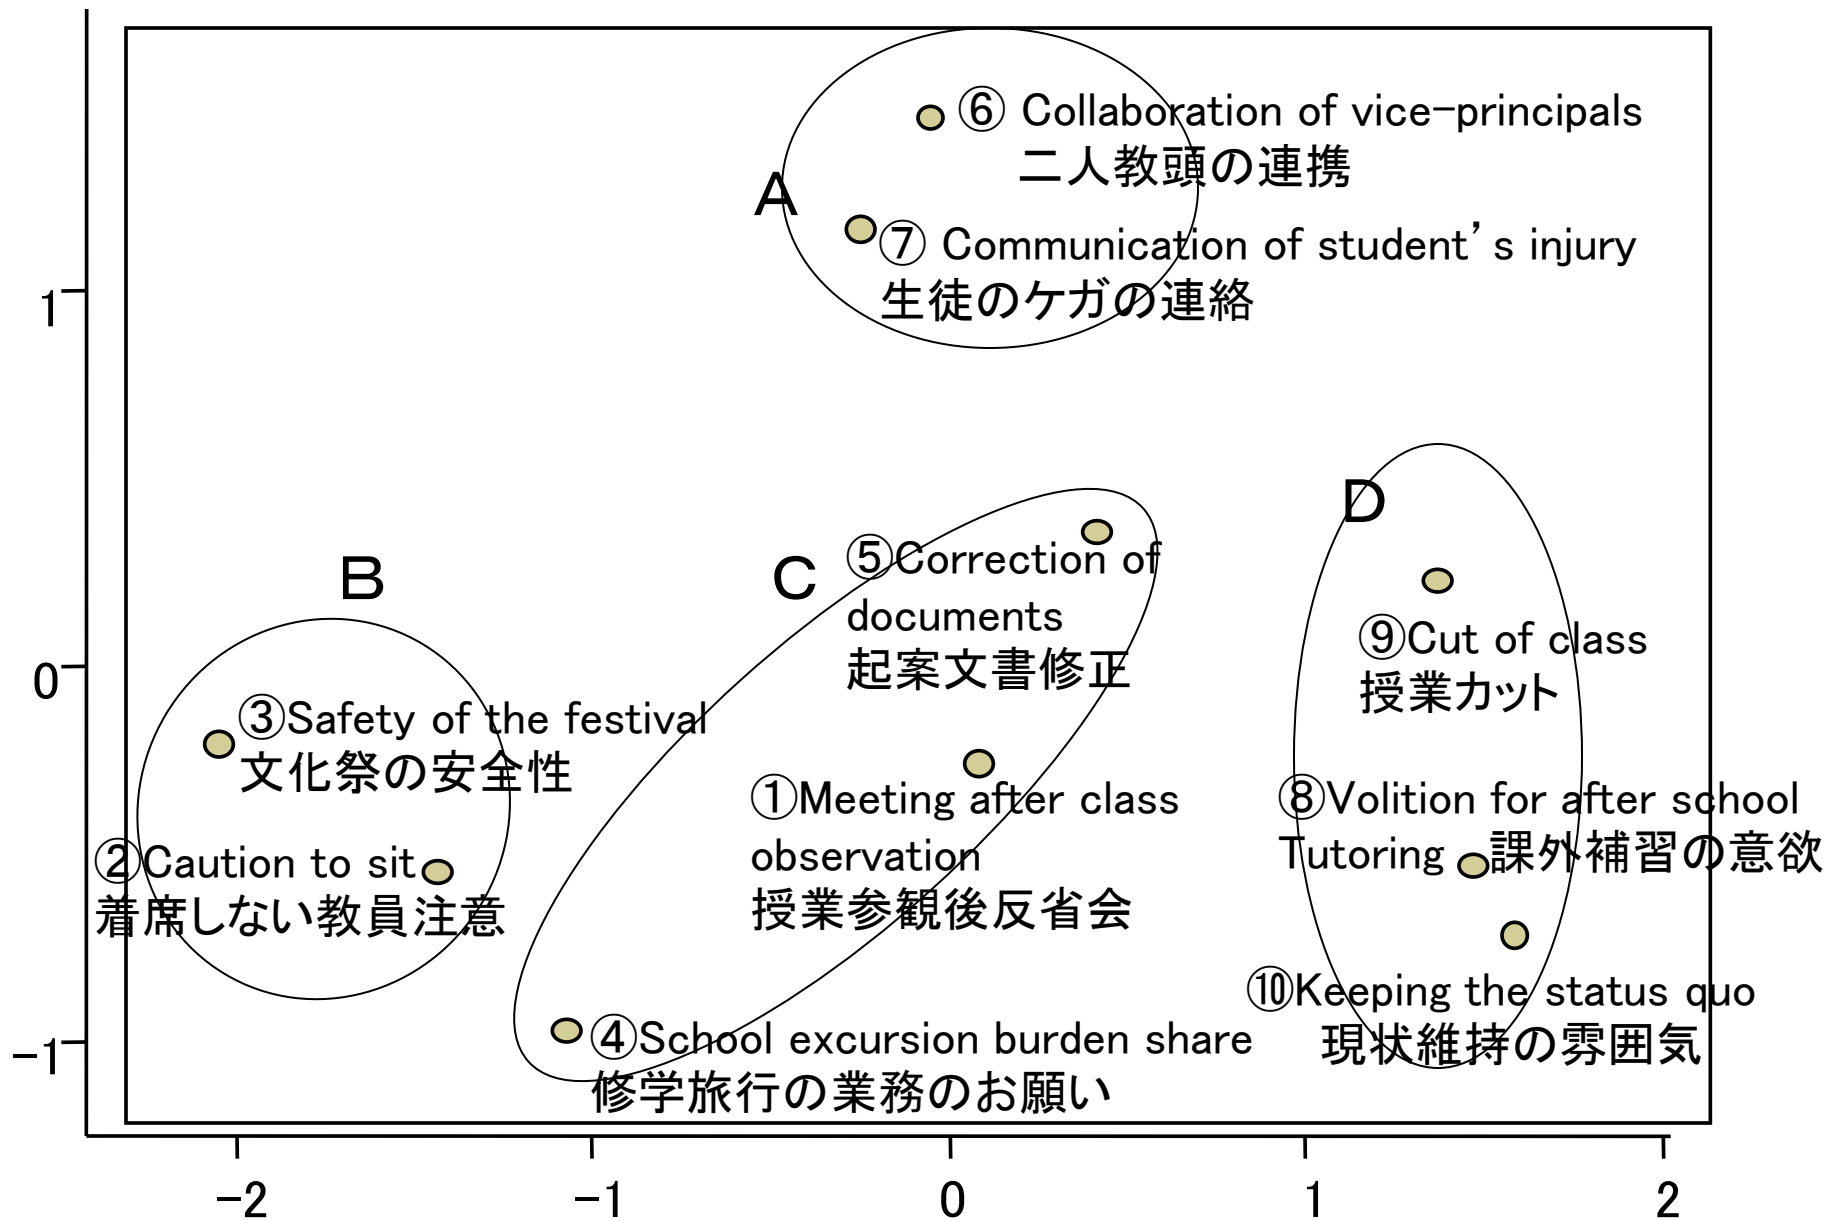 ⑥ Collaboration of vice-principals
二人教頭の連携
A
⑦ Communication of student's injury
生徒のケガの連絡
1
D
B
C
⑤Correction of
documents
起案文書修正
⑨Cut of class
授業カット
0
③Safety of the festival
文化祭の安全性
①Meeting after class
observation
授業参観後反省会
⑧Volition for after school
Tutoring 課外補習の意欲
②Caution to sit
着席しない教員注意
⑩Keeping the status quo
現状維持の雰囲気
-1
④School excursion burden share
修学旅行の業務のお願い
-2 -1 0 1 2